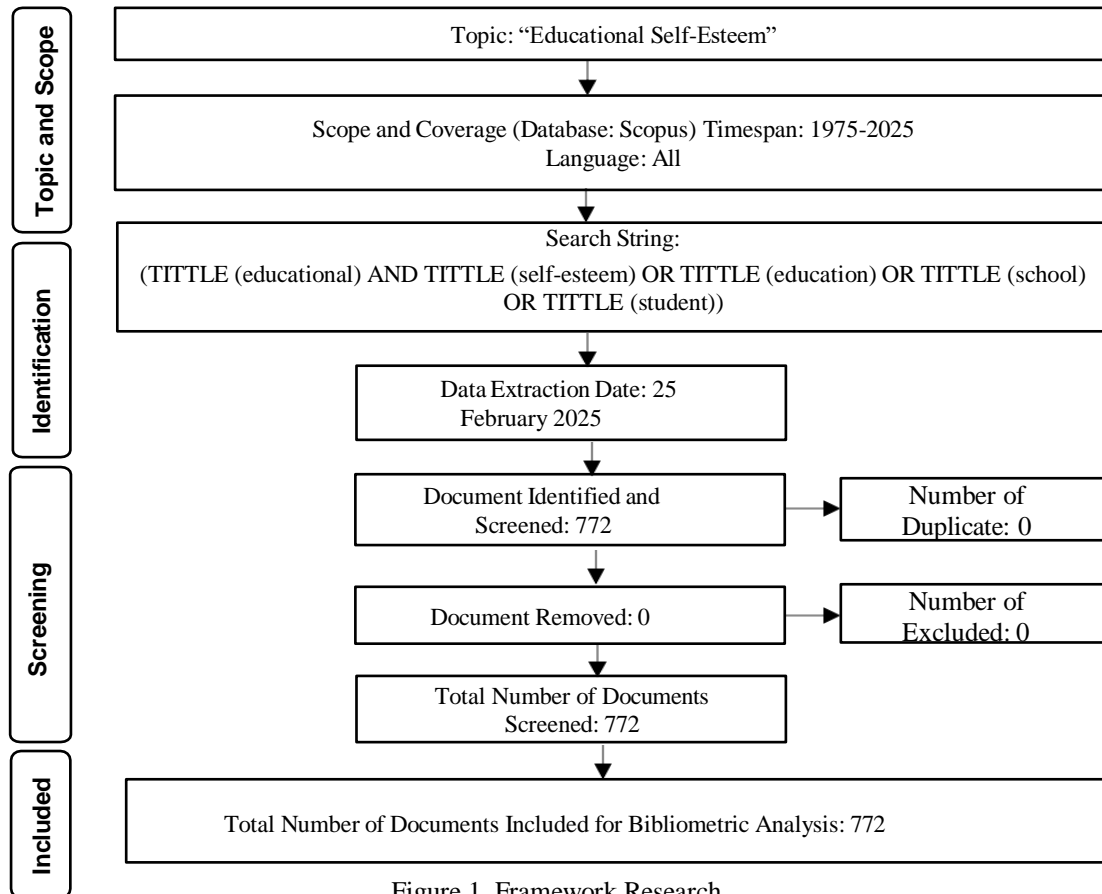 Topic and Scope
Topic: “Educational Self-Esteem”
Scope and Coverage (Database: Scopus) Timespan: 1975-2025
Language: All
Identification
Search String:
(TITTLE (educational) AND TITTLE (self-esteem) OR TITTLE (education) OR TITTLE (school)
OR TITTLE (student))
Data Extraction Date: 25
February 2025
Screening
Document Identified and
Screened: 772
Number of
Duplicate: 0
Document Removed: 0
Number of
Excluded: 0
Total Number of Documents
Screened: 772
Included
Total Number of Documents Included for Bibliometric Analysis: 772
Figure 1. Framework Research